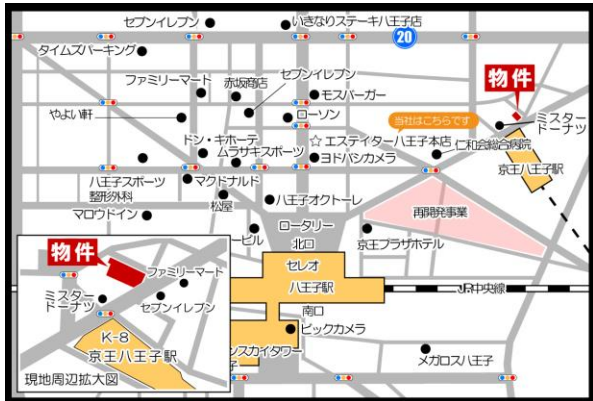 セブンイレブン
いきなりステーキ八王子店
20
タイムズパーキング
ファミリーマート
赤坂商店
セブンイレブン
物件
やよい軒
モスバーガー
ローソン
当社はこちらです
ミスター
ドーナツ
ドン・キホーテ
ムラサキスポーツ
☆ エステイター八王子本店
ヨドバシカメラ
仁和会総合病院
京王八王子駅
八王子スポーツ
整形外科
マクドナルド
松屋
八王子オクトーレ
マロウドイン
ロータリー
北口
再開発事業
京王プラザホテル
ービル
セレオ
八王子駅
JR中央線
南口
ビックカメラ
ンスカイタワー
子
メガロス八王子
物件
ファミリーマート
ミスター
ドーナツ
セブンイレブン
K-8
京王八王子駅
現地周辺拡大図